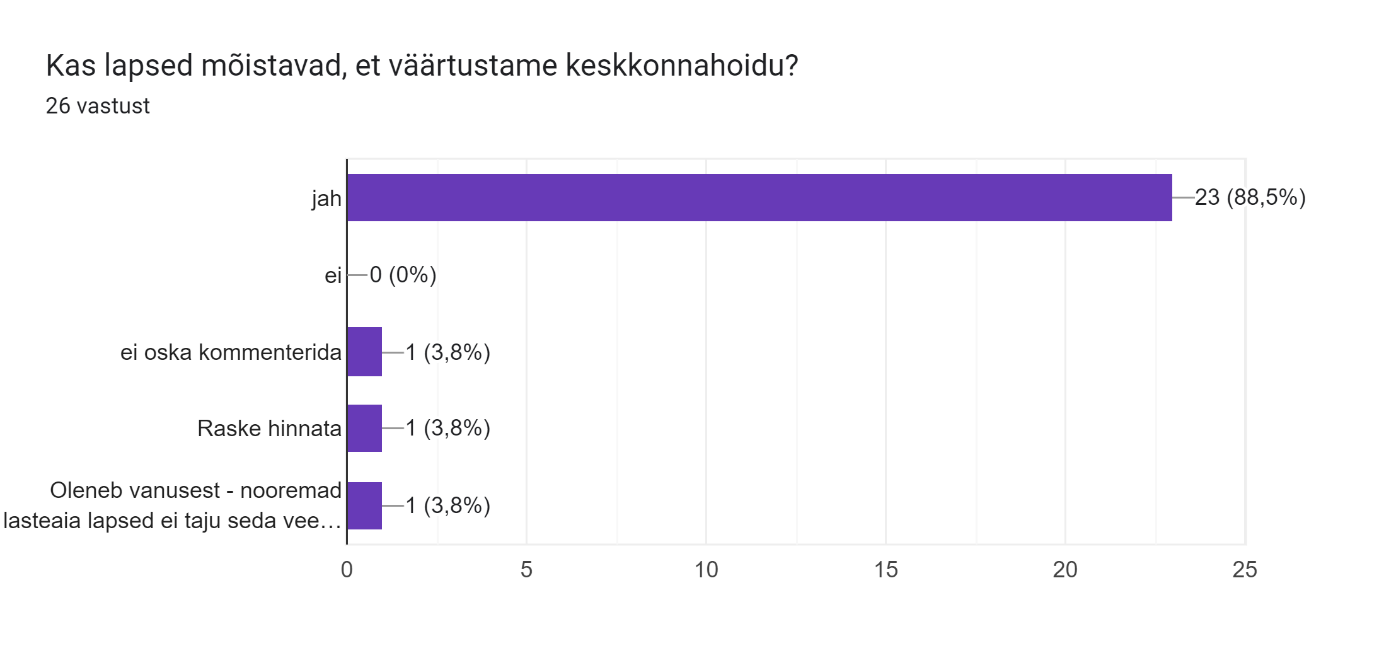 Kas lapsed mõistavad, et väärtustame keskkonnahoidu?
26 vastust
jah
23 (88,5%)
ei
0 (0%)
ei oska kommenterida
1 (3,8%)
Raske hinnata
1 (3,8%)
Oleneb vanusest - nooremad
lasteaia lapsed ei taju seda vee…
1 (3,8%)
0 5 10 15 20 25